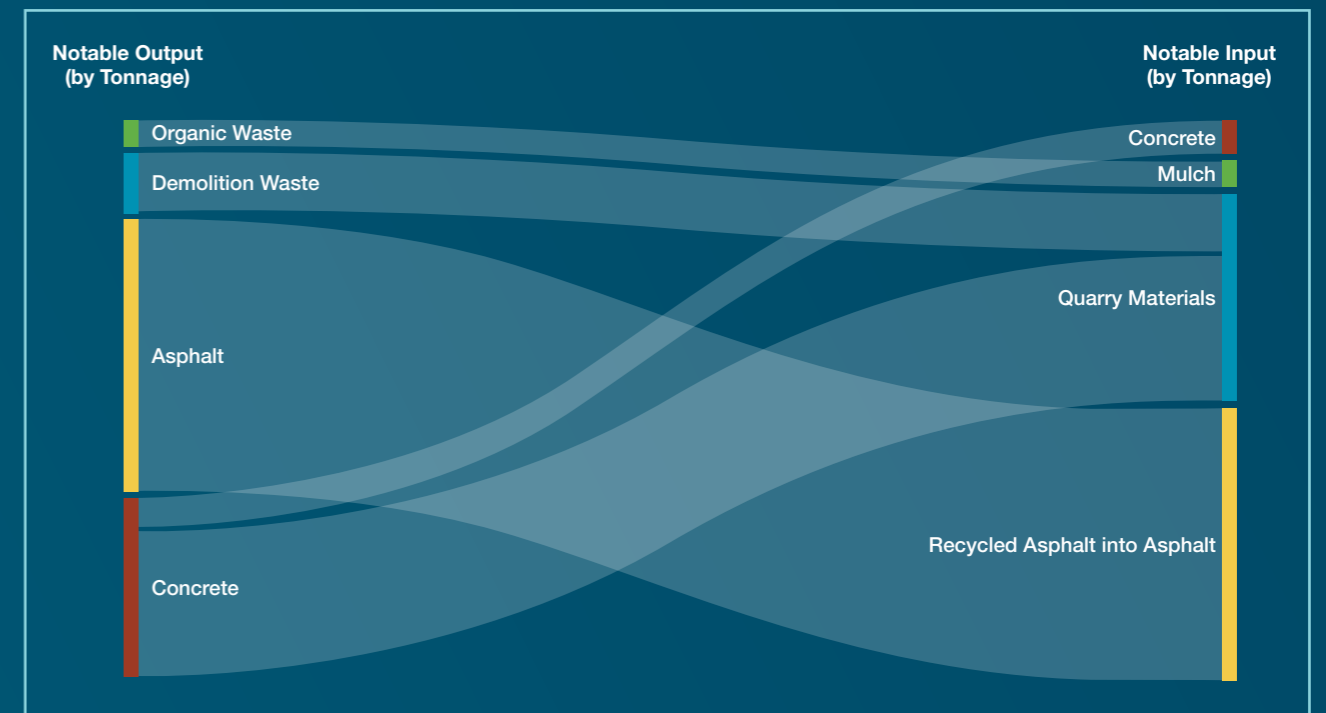 Notable Output
(by Tonnage)
Notable Input
(by Tonnage)
Organic Waste
Demolition Waste
Asphalt
Concrete
Concrete
Mulch
Quarry Materials
Recycled Asphalt into Asphalt